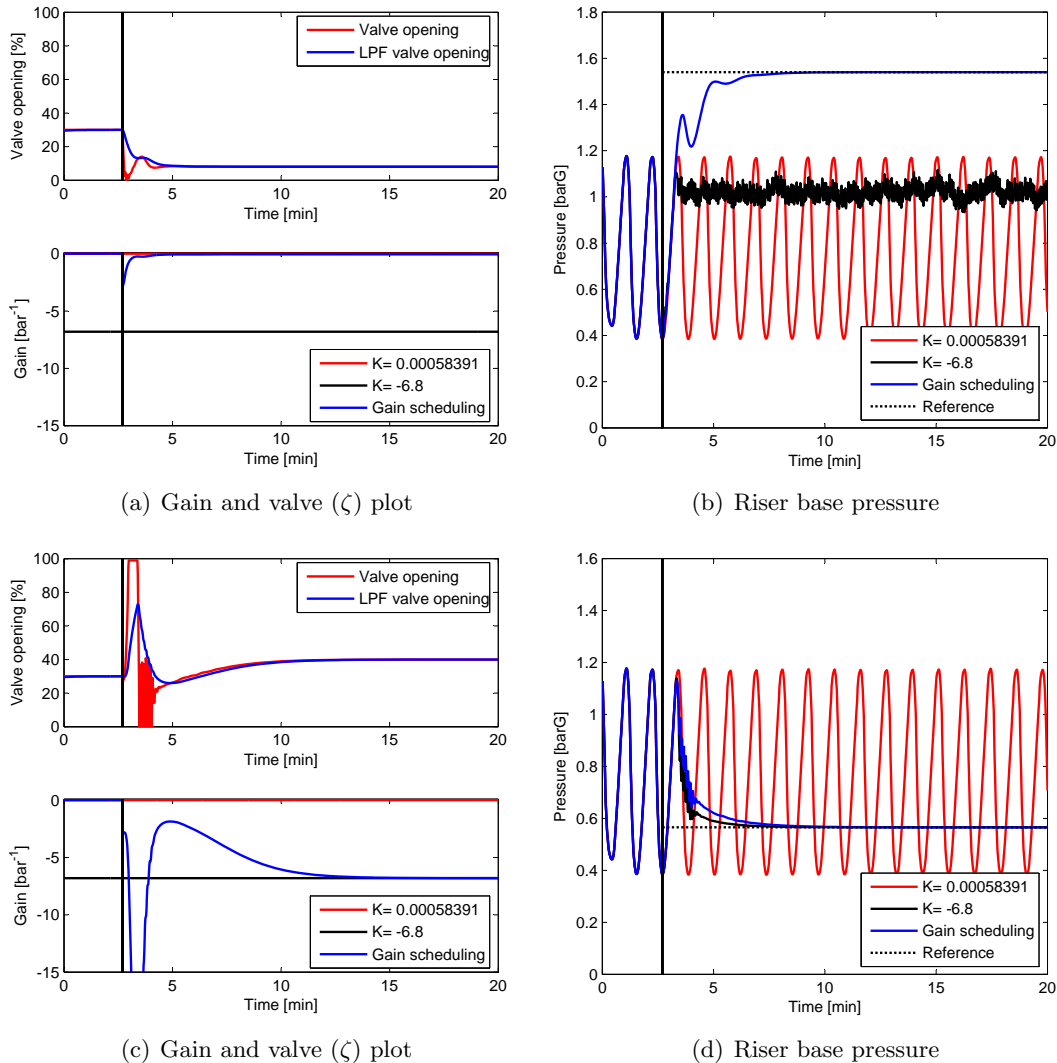 100
80
60
40
20
0
Valve opening [%]
Valve opening
LPF valve opening
0 5 10 15 20
Time [min]
0
-5
-10
-15
Gain [bar-1]
K= 0.00058391
K= -6.8
Gain scheduling
0 5 10 15 20
Time [min]
(a) Gain and valve (ζ) plot
1.8
1.6
1.4
1.2
1
0.8
0.6
0.4
0.2
0
Pressure [barG]
K= 0.00058391
K= -6.8
Gain scheduling
Reference
0 5 10 15 20
Time [min]
(b) Riser base pressure
100
80
60
40
20
0
Valve opening [%]
Valve opening
LPF valve opening
0 5 10 15 20
Time [min]
0
-5
-10
-15
Gain [bar-1]
K= 0.00058391
K= -6.8
Gain scheduling
0 5 10 15 20
Time [min]
(c) Gain and valve (ζ) plot
1.6
1.4
1.2
1
0.8
0.6
0.4
0.2
0
Pressure [barG]
K= 0.00058391
K= -6.8
Gain scheduling
Reference
0 5 10 15 20
Time [min]
(d) Riser base pressure